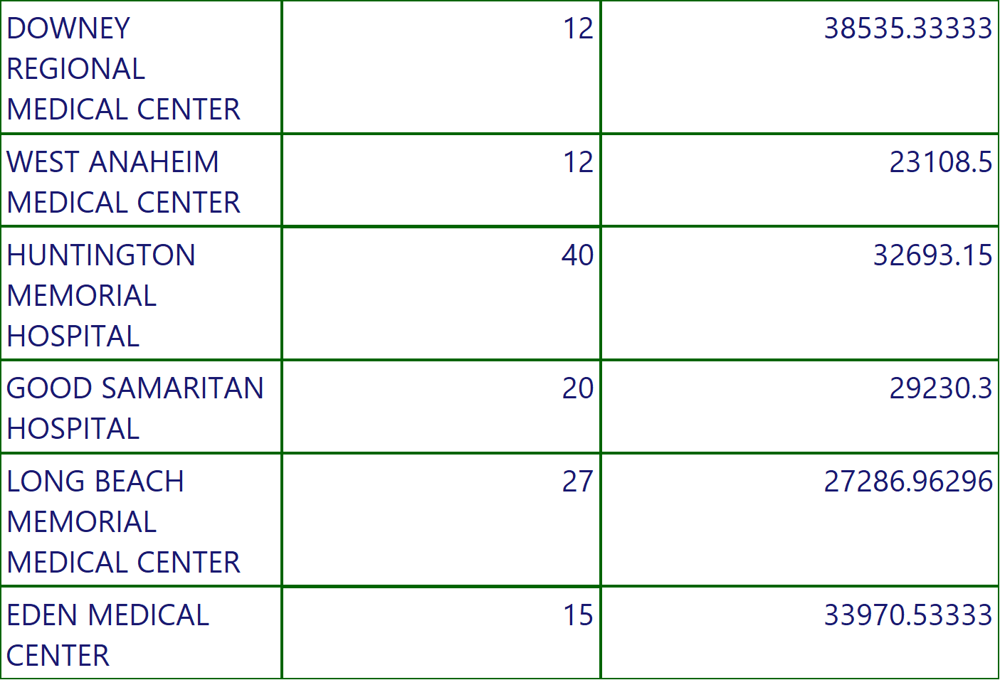 DOWNEY 12 38535.33333
REGIONAL
MEDICAL CENTER
WEST ANAHEIM 12 23108.5
MEDICAL CENTER
HUNTINGTON 40 32693.15
MEMORIAL
HOSPITAL
GOOD SAMARITAN 20 29230.3
HOSPITAL
LONG BEACH 27 27286.96296
MEMORIAL
MEDICAL CENTER
EDEN MEDICAL 15 33970.53333
CENTER